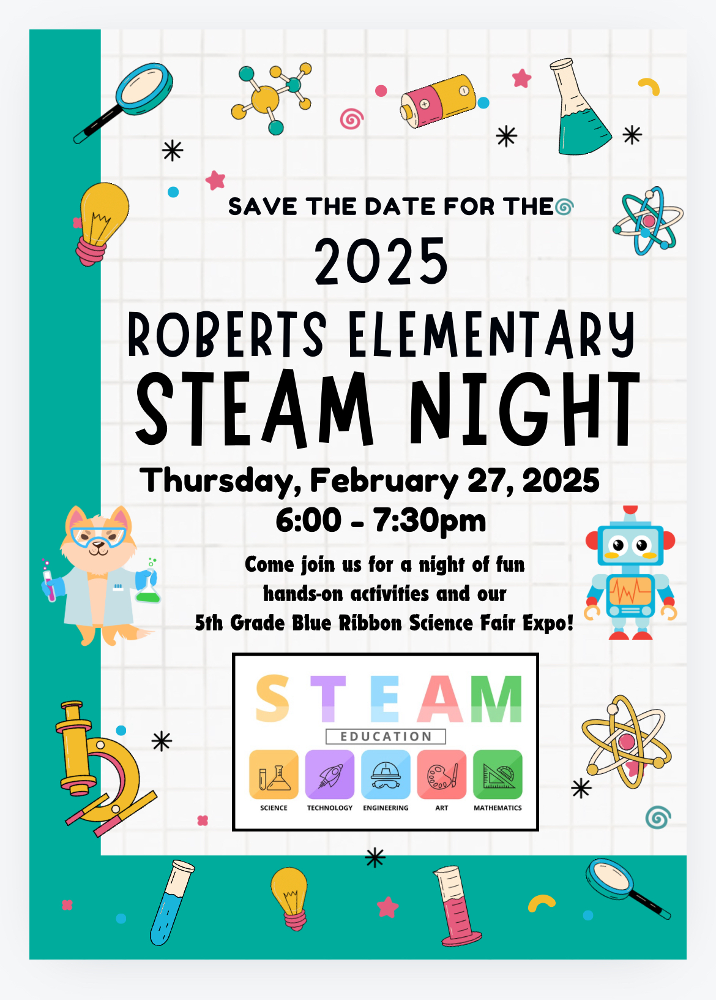 SAVE THE DATE FOR THE
2025
ROBERTS ELEMENTARY
STEAM NIGHT
Thursday, February 27, 2025
6:00 - 7:30pm
Come join us for a night of fun
hands-on activities and our
5th Grade Blue Ribbon Science Fair Expo!
STEAM
EDUCATION
SCIENCE TECHNOLOGY ENGINEERING ART MATHEMATICS